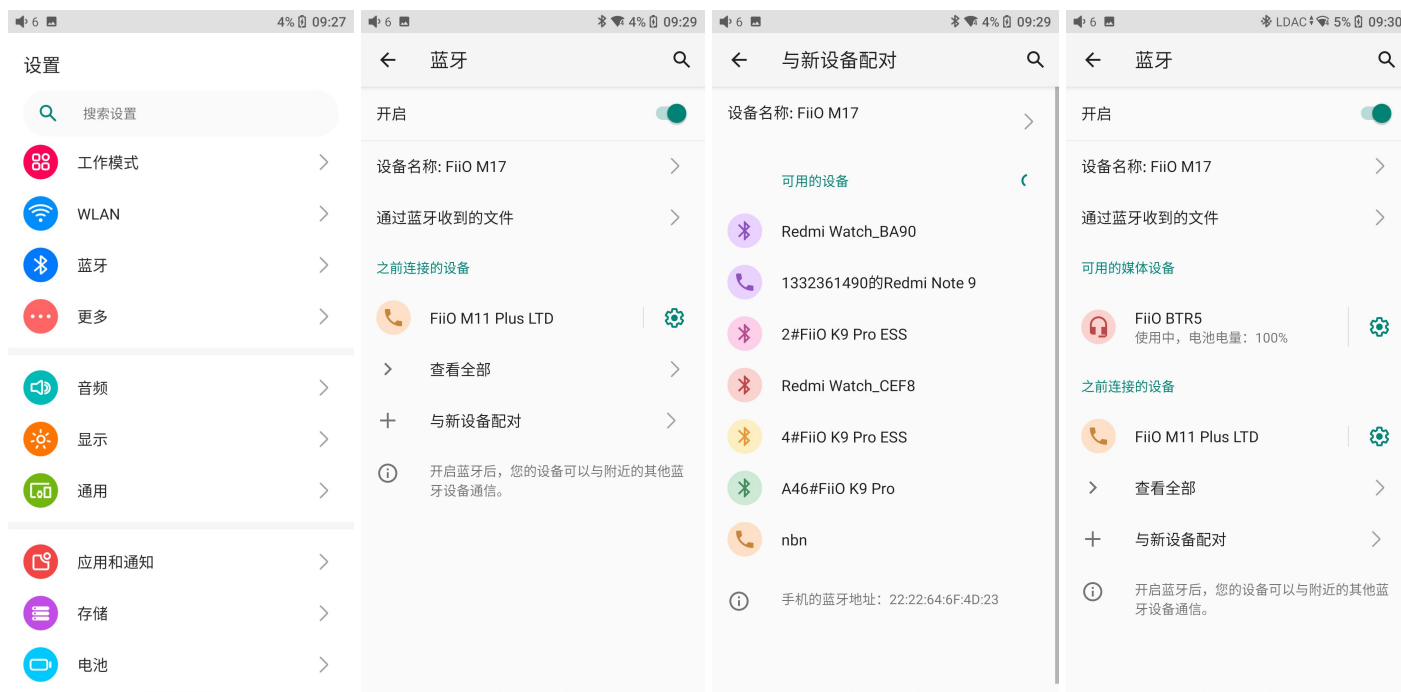 6
4% 09:27
设置
搜索设置
工作模式
WLAN
蓝牙
更多
音频
显示
通用
应用和通知
存储
电池
6
4% 09:29
蓝牙
开启
设备名称: FiiO M17
通过蓝牙收到的文件
之前连接的设备
FiiO M11 Plus LTD
查看全部
与新设备配对
开启蓝牙后，您的设备可以与附近的其他蓝
牙设备通信。
6
4% 09:29
与新设备配对
设备名称: FiiO M17
可用的设备
Redmi Watch_BA90
1332361490的Redmi Note 9
2#FiiO K9 Pro ESS
Redmi Watch_CEF8
4#FiiO K9 Pro ESS
A46#FiiO K9 Pro
nbn
手机的蓝牙地址：22:22:64:6F:4D:23
6
LDAC 5% 09:30
蓝牙
开启
设备名称: FiiO M17
通过蓝牙收到的文件
可用的媒体设备
FiiO BTR5
使用中，电池电量：100%
之前连接的设备
FiiO M11 Plus LTD
查看全部
与新设备配对
开启蓝牙后，您的设备可以与附近的其他蓝
牙设备通信。